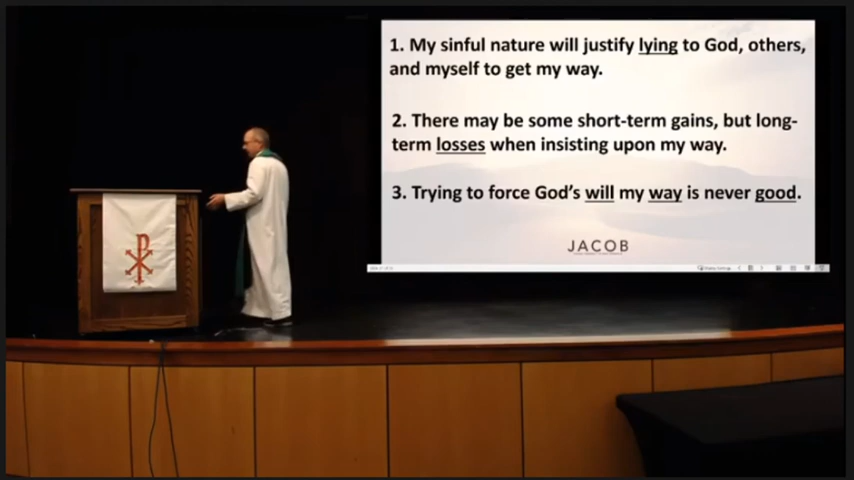 1. My sinful nature will justify lying to God, others,
and myself to get my way.
2. There may be some short-term gains, but long-
term losses when insisting upon my way.
3. Trying to force God's will my way is never good.
JACOB